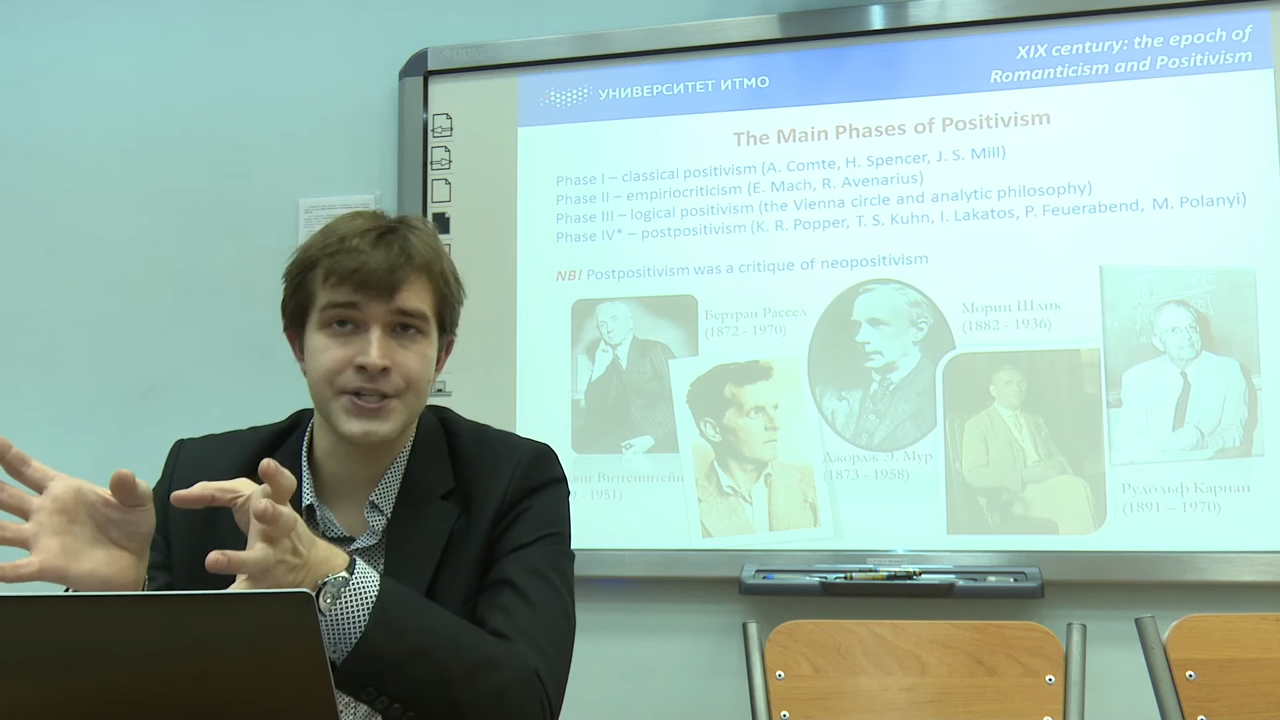 XIX century: the epoch of
Romanticism and Positivism
УНИВЕРСИТЕТ ИТМО
The Main Phases of Positivism
Phase I – classical positivism (A. Comte, H. Spencer, J. S. Mill)
Phase II – empiriocriticism (E. Mach, R. Avenarius)
Phase III – logical positivism (the Vienna circle and analytic philosophy)
Phase IV* – postpositivism (K. R. Popper, T. S. Kuhn, I. Lakatos, P. Feuerabend, M. Polanyi)
NB! Postpositivism was a critique of neopositivism
Бертран Рассел
(1872 - 1970)
Мориц Шлик
(1882 - 1936)
Витгенштейн
1951)
Джордж Э. Мур
(1873 - 1958)
Рудольф Карнап
(1891 – 1970)